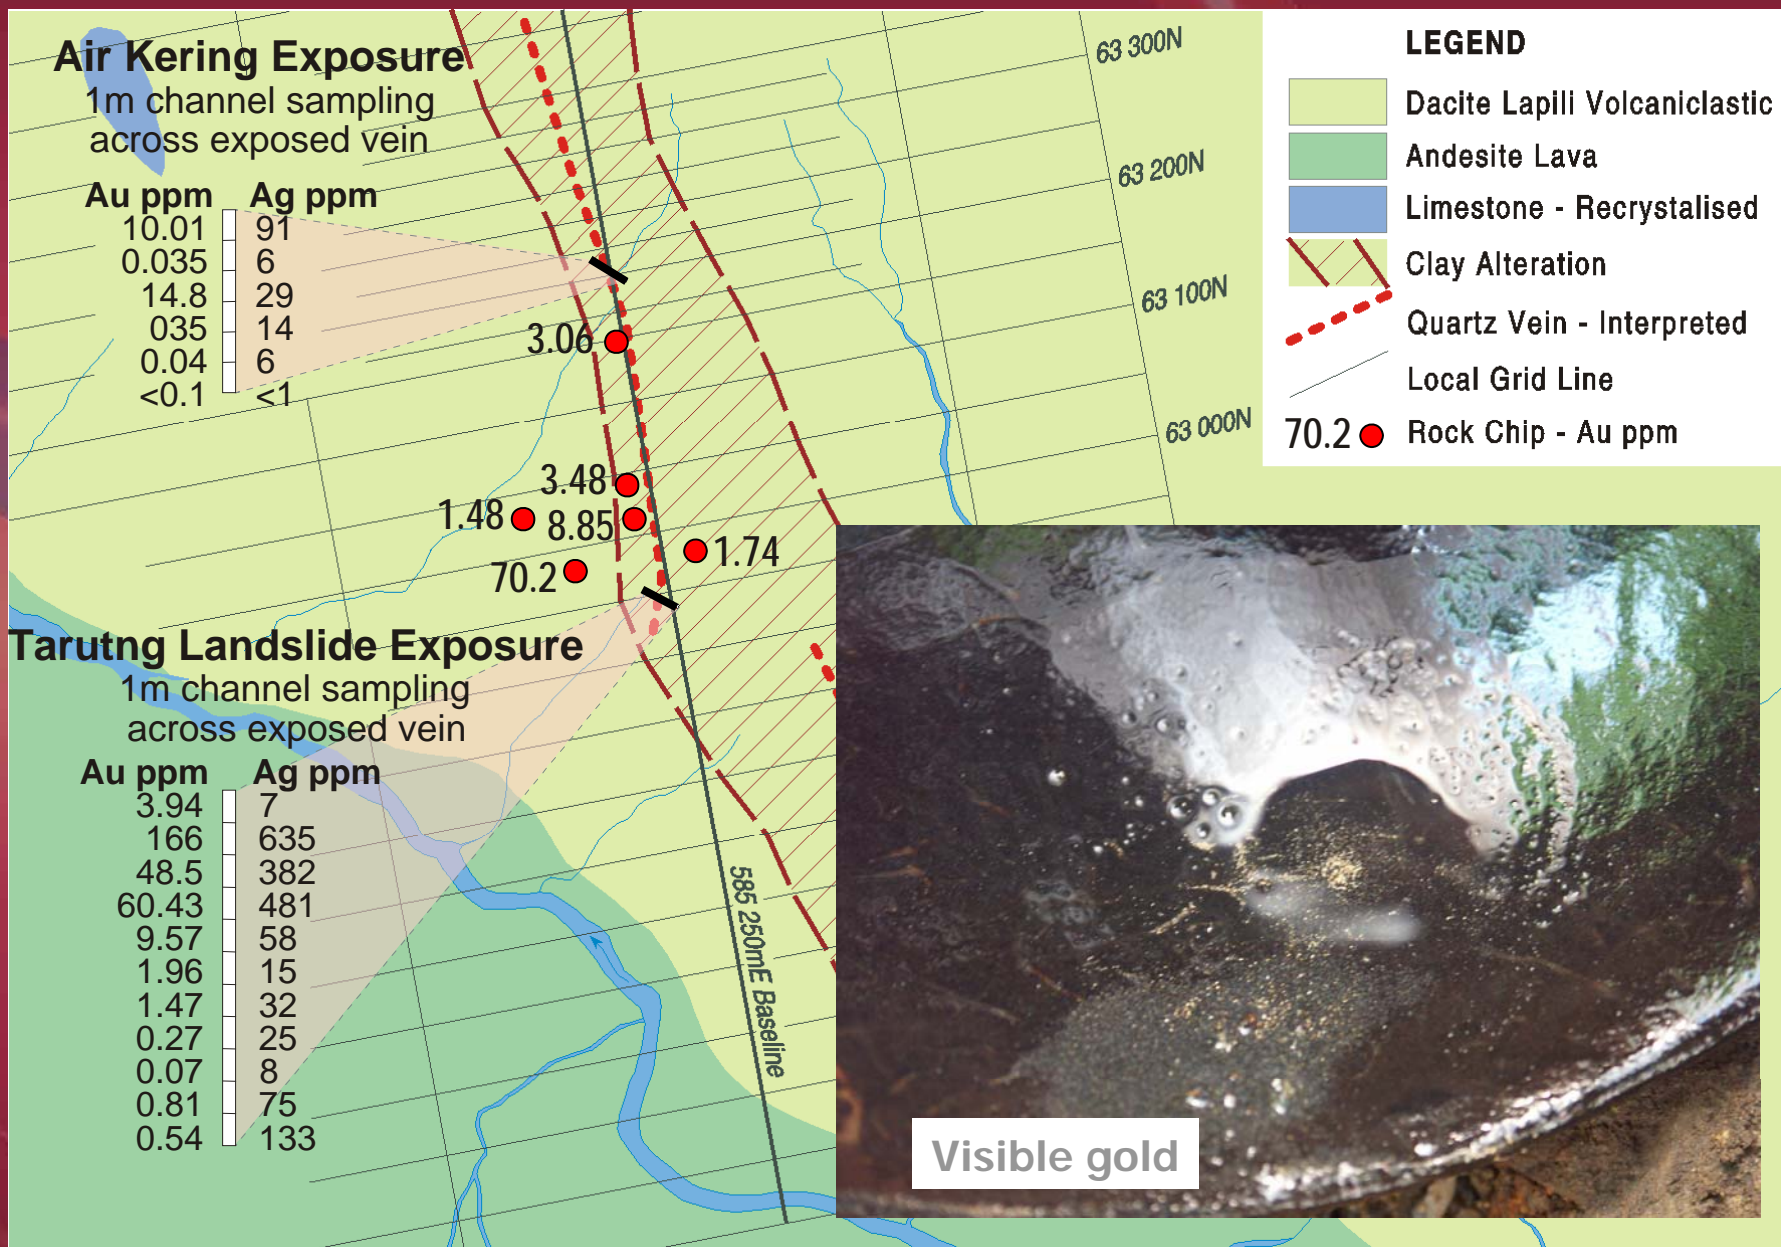 Air Kering Exposure
1m channel sampling
across exposed vein
Au ppm Ag ppm
10.01 91
0.035 6
14.8 29
035 14
0.04 6
<0.1 <1
Tarutng Landslide Exposure
1m channel sampling
across exposed vein
Au ppm Ag ppm
3.94 7
166 635
48.5 382
60.43 481
9.57 58
1.96 15
1.47 32
0.27 25
0.07 8
0.81 75
0.54 133
3.06
3.48
1.48
8.85
1.74
70.2
63 300N
63 200N
63 100N
63 000N
585 250mE Baseline
LEGEND
Dacite Lapili Volcaniclastic
Andesite Lava
Limestone - Recrystalised
Clay Alteration
Quartz Vein - Interpreted
Local Grid Line
70.2 Rock Chip - Au ppm
Visible gold